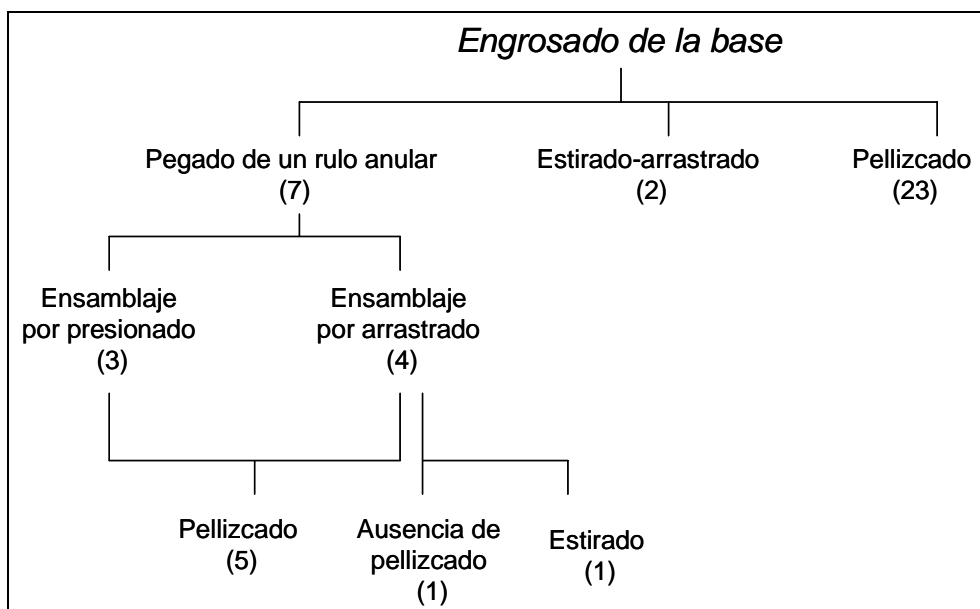 Engrosado de la base
Pegado de un rulo anular
(7)
Estirado-arrastrado
(2)
Pellizcado
(23)
Ensamblaje
por presionado
(3)
Ensamblaje
por arrastrado
(4)
Pellizcado
(5)
Ausencia de
pellizcado
(1)
Estirado
(1)